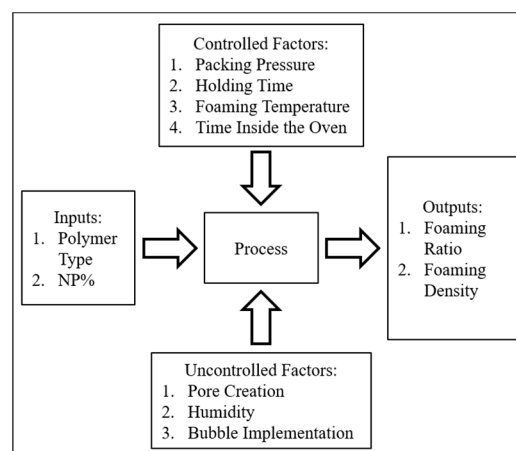 Controlled Factors:
1. Packing Pressure
2. Holding Time
3. Foaming Temperature
4. Time Inside the Oven
Inputs:
1. Polymer
Type
2. NP%
Process
Outputs:
1. Foaming
Ratio
2. Foaming
Density
Uncontrolled Factors:
1. Pore Creation
2. Humidity
3. Bubble Implementation